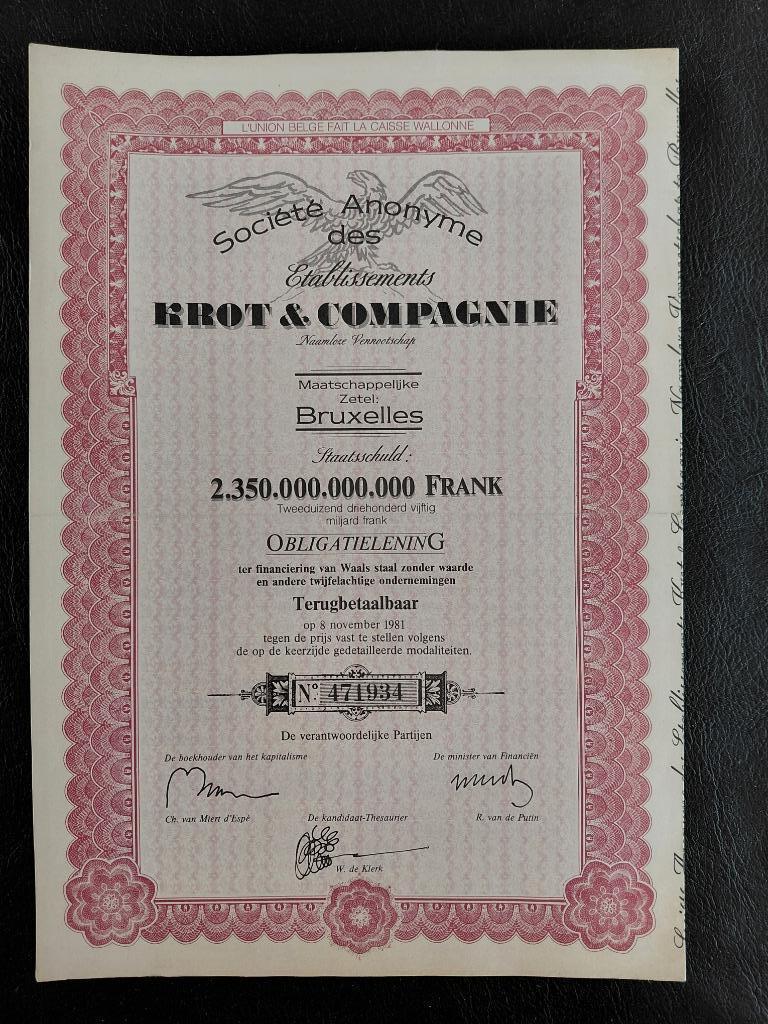 L'UNION BELGE FAIT LA CAISSE WALLONNE
Société Anonyme
des
Etablissements
KROT & COMPAGNIE
Naamloze Vennootschap
Maatschappelijke
Zetel:
Bruxelles
Staatsschuld:
2.350.000.000.000 FRANK
Tweeduizend driehonderd vijftig
miljard frank
OBLIGATIELENING
ter financiering van Waals staal zonder waarde
en andere twijfelachtige ondernemingen
Terugbetaalbaar
op 8 november 1981
tegen de prijs vast te stellen volgens
de op de keerzijde gedetailleerde modaliteiten.
N° 471934
De verantwoordelijke Partijen
De boekhouder van het kapitalisme
De minister van Financiën
Ch. van Miert d'Espé
De kandidaat-Thesaurier
R. van de Putin
W. de Klerk